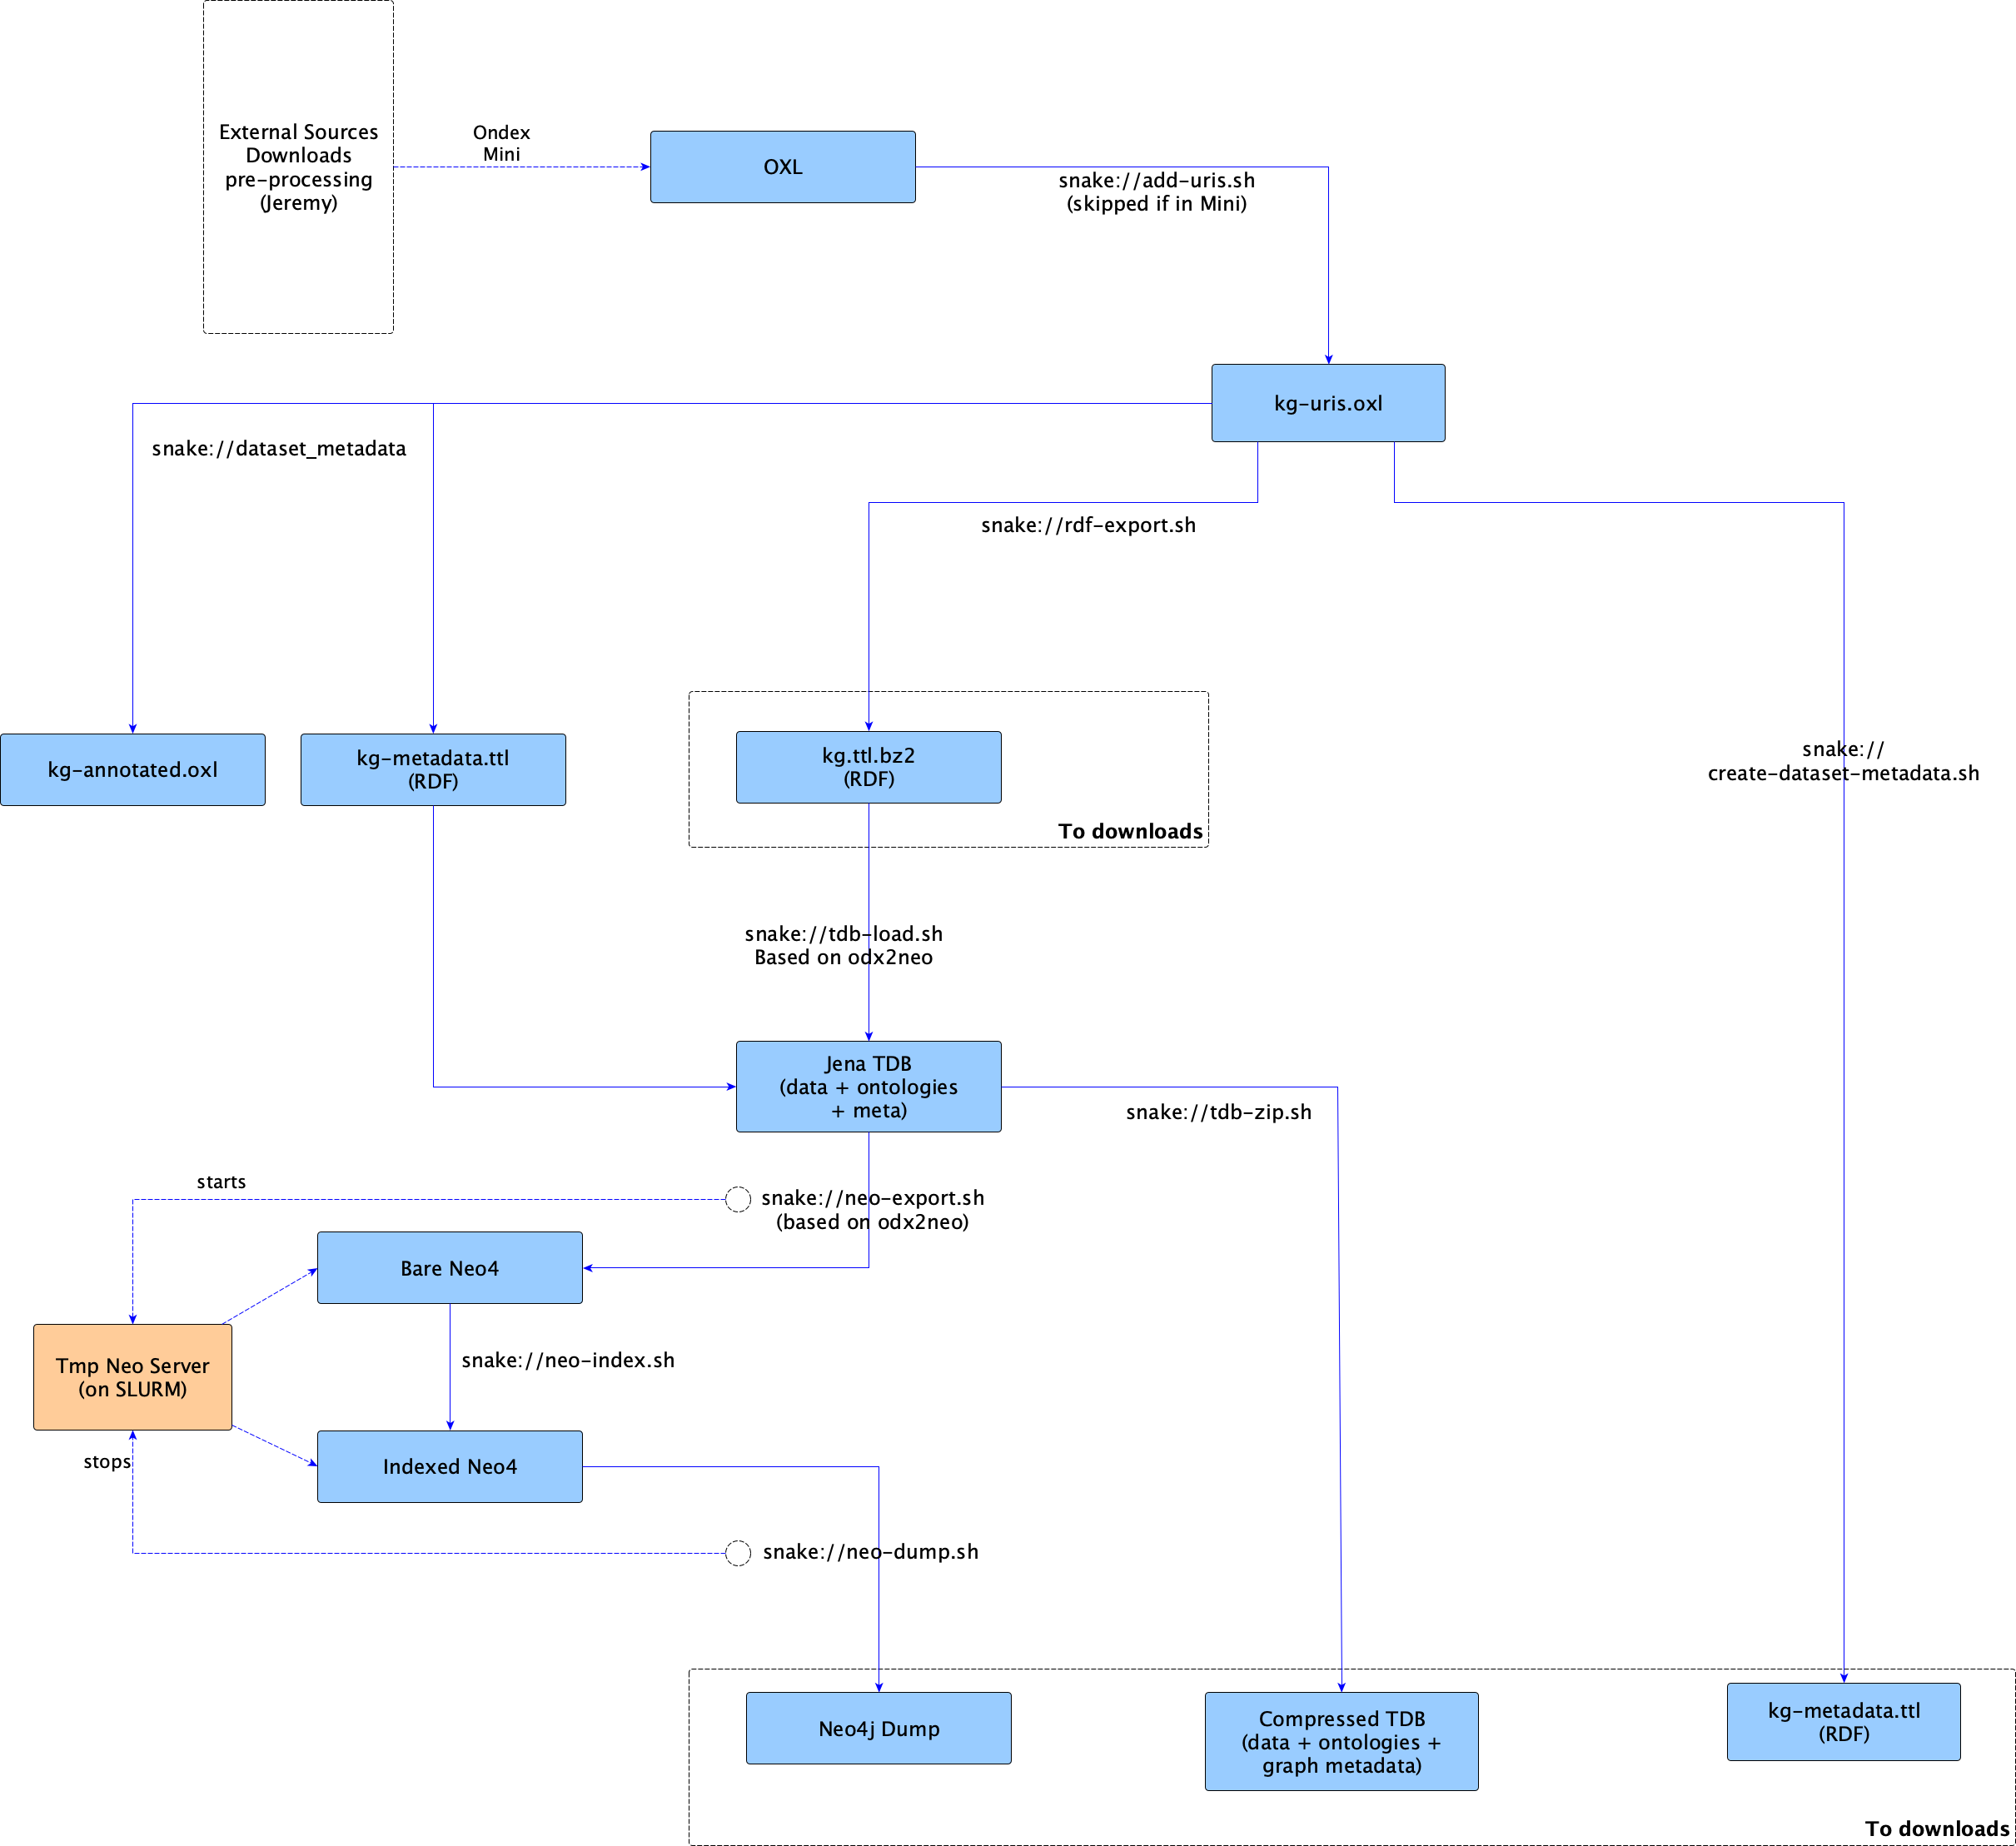 External Sources
Downloads
pre-processing
(Jeremy)
Ondex
Mini
OXL
snake://add-uris.sh
(skipped if in Mini)
kg-uris.oxl
snake://dataset_metadata
snake://rdf-export.sh
kg-annotated.oxl
kg-metadata.ttl
(RDF)
kg.ttl.bz2
(RDF)
To downloads
snake://
create-dataset-metadata.sh
snake://tdb-load.sh
Based on odx2neo
Jena TDB
(data + ontologies
+ meta)
snake://tdb-zip.sh
starts
snake://neo-export.sh
(based on odx2neo)
Bare Neo4
Tmp Neo Server
(on SLURM)
snake://neo-index.sh
Indexed Neo4
stops
snake://neo-dump.sh
Neo4j Dump
Compressed TDB
(data + ontologies +
graph metadata)
kg-metadata.ttl
(RDF)
To downloads